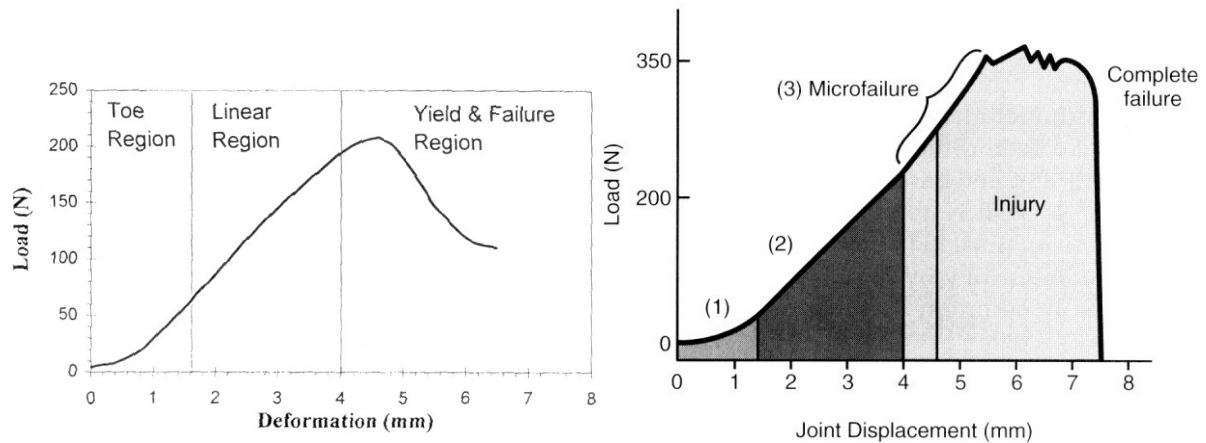 250
200
150
100
50
0
Toe
Region
Linear
Region
Yield & Failure
Region
Load (N)
0 1 2 3 4 5 6 7 8
Deformation (mm)
350
200
0
Load (N)
(1)
(2)
(3) Microfailure
Injury
Complete
failure
0 1 2 3 4 5 6 7 8
Joint Displacement (mm)